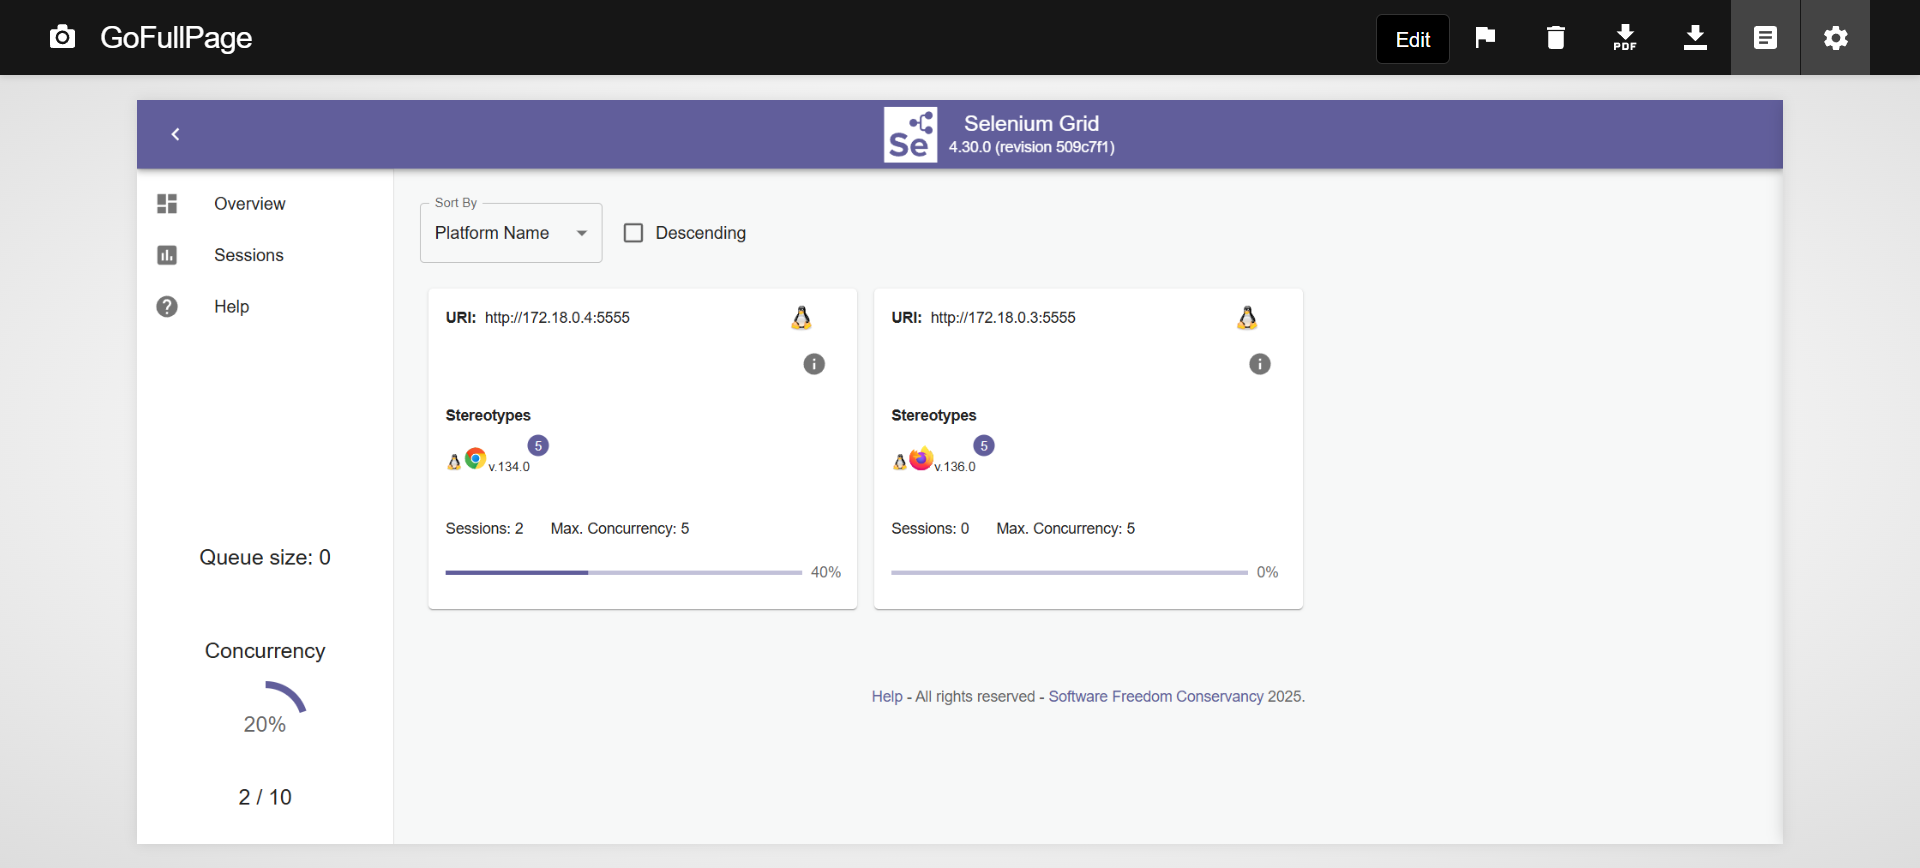 GoFullPage
Edit
PDF
Se
Selenium Grid
4.30.0 (revision 509c7f1)
Overview
Sessions
Help
Queue size: 0
Concurrency
20%
2 / 10
Sort By
Platform Name
Descending
URI: http://172.18.0.4:5555
Stereotypes
5
v.134.0
Sessions: 2 Max. Concurrency: 5
40%
URI: http://172.18.0.3:5555
Stereotypes
5
v.136.0
Sessions: 0 Max. Concurrency: 5
0%
Help - All rights reserved - Software Freedom Conservancy 2025.